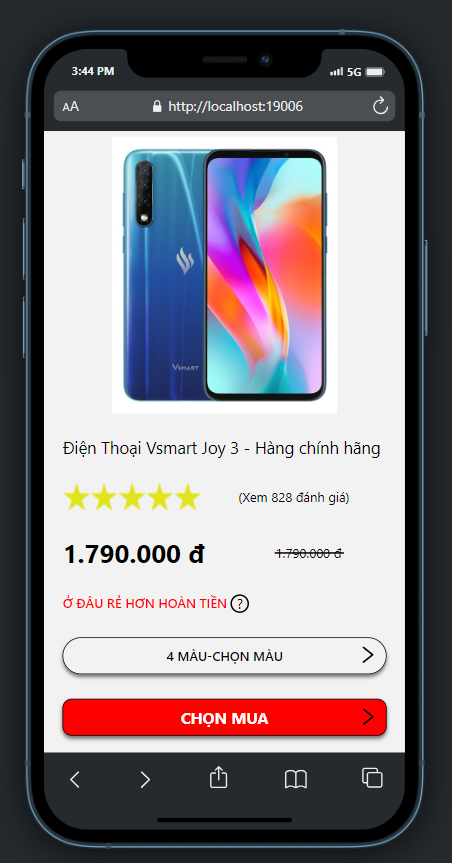 3:44 PM
5G
AA
http://localhost:19006
VSMART
Điện Thoại Vsmart Joy 3 - Hàng chính hãng
(Xem 828 đánh giá)
1.790.000 đ
1.790.000 đ
Ở ĐÂU RẺ HƠN HOÀN TIỀN ?
4 MÀU-CHỌN MÀU
CHỌN MUA